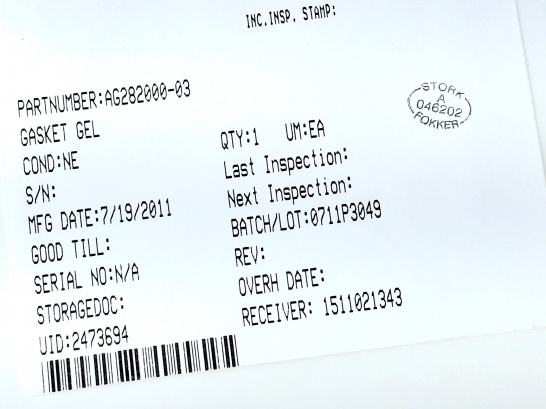 INC.INSP. STAMP:
STORK
A
046202
FOKKER
PARTNUMBER:AG282000-03
GASKET GEL
QTY:1 UM:EA
COND:NE
Last Inspection:
S/N:
Next Inspection:
MFG DATE:7/19/2011
BATCH/LOT:0711P3049
GOOD TILL:
REV:
SERIAL NO:N/A
OVERH DATE:
STORAGEDOC:
RECEIVER: 1511021343
UID:2473694